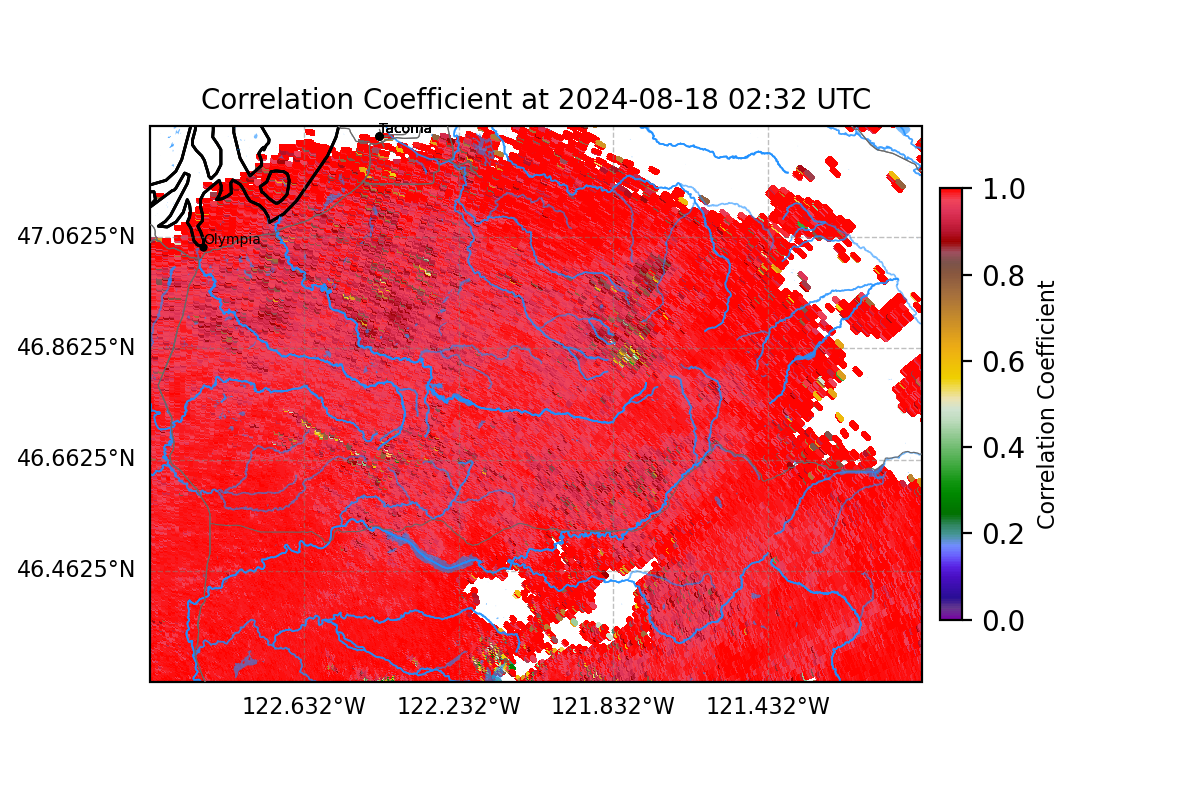 Correlation Coefficient at 2024-08-18 02:32 UTC
Tacoma
Olympia
47.0625°N
46.8625°N
46.6625°N
46.4625°N
122.632°W
122.232°W
121.832°W
121.432°W
1.0
0.8
0.6
0.4
0.2
0.0
Correlation Coefficient